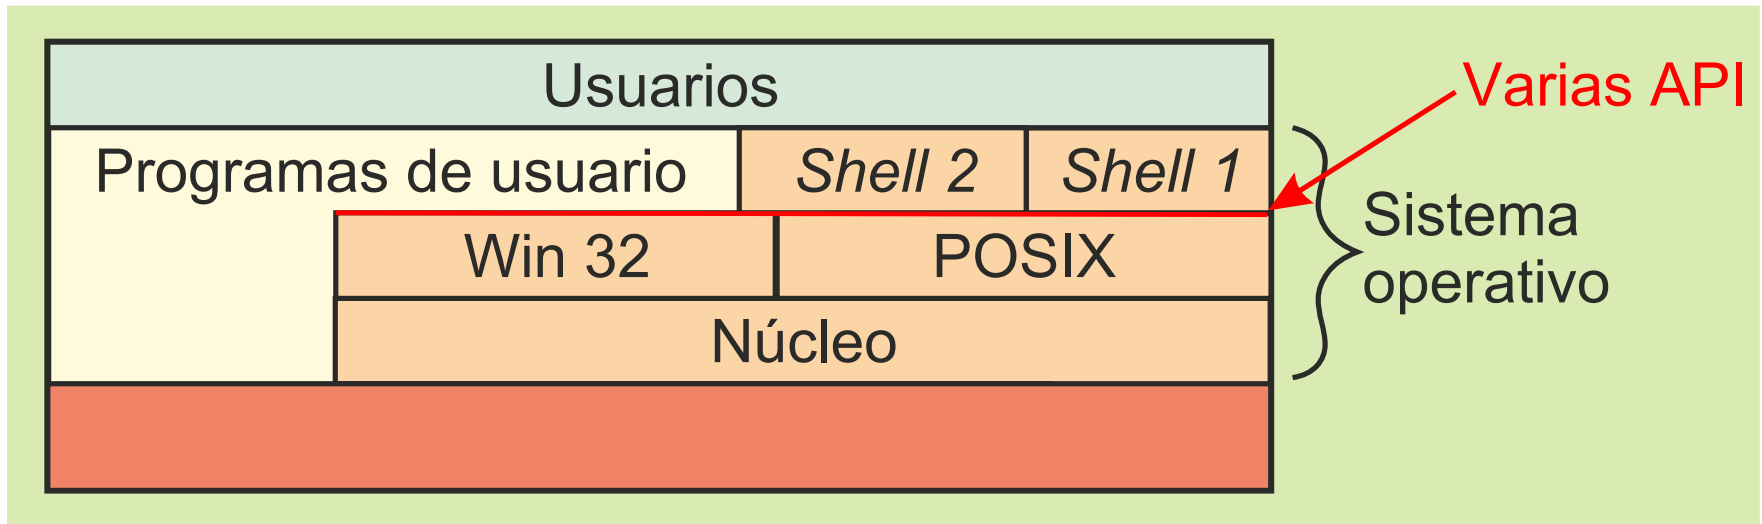 Usuarios
Varias API
Programas de usuario
Shell 2
Shell 1
Sistema
operativo
Win 32
POSIX
Núcleo